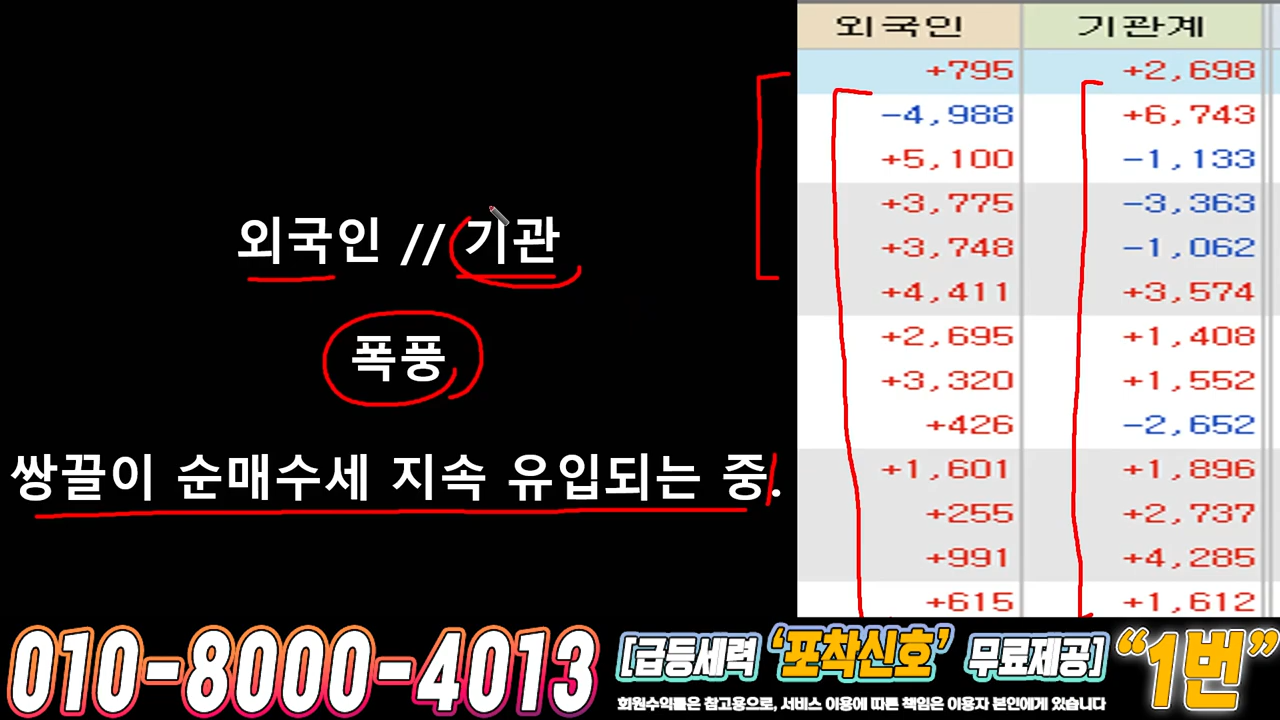 외국인 // 기관
폭풍
쌍끌이 순매수세 지속 유입되는 중.
외국인 기관계
+795 +2,698
-4,988 +6,743
+5,100 -1,133
+3,775 -3,363
+3,748 -1,062
+4,411 +3,574
+2,695 +1,408
+3,320 +1,552
+426 -2,652
+1,601 +1,896
+255 +2,737
+991 +4,285
+615 +1,612
010-8000-4013
[급등세력 '포착신호' 무료제공] "1번"
회원수익률은 참고용으로, 서비스 이용에 따른 책임은 이용자 본인에게 있습니다